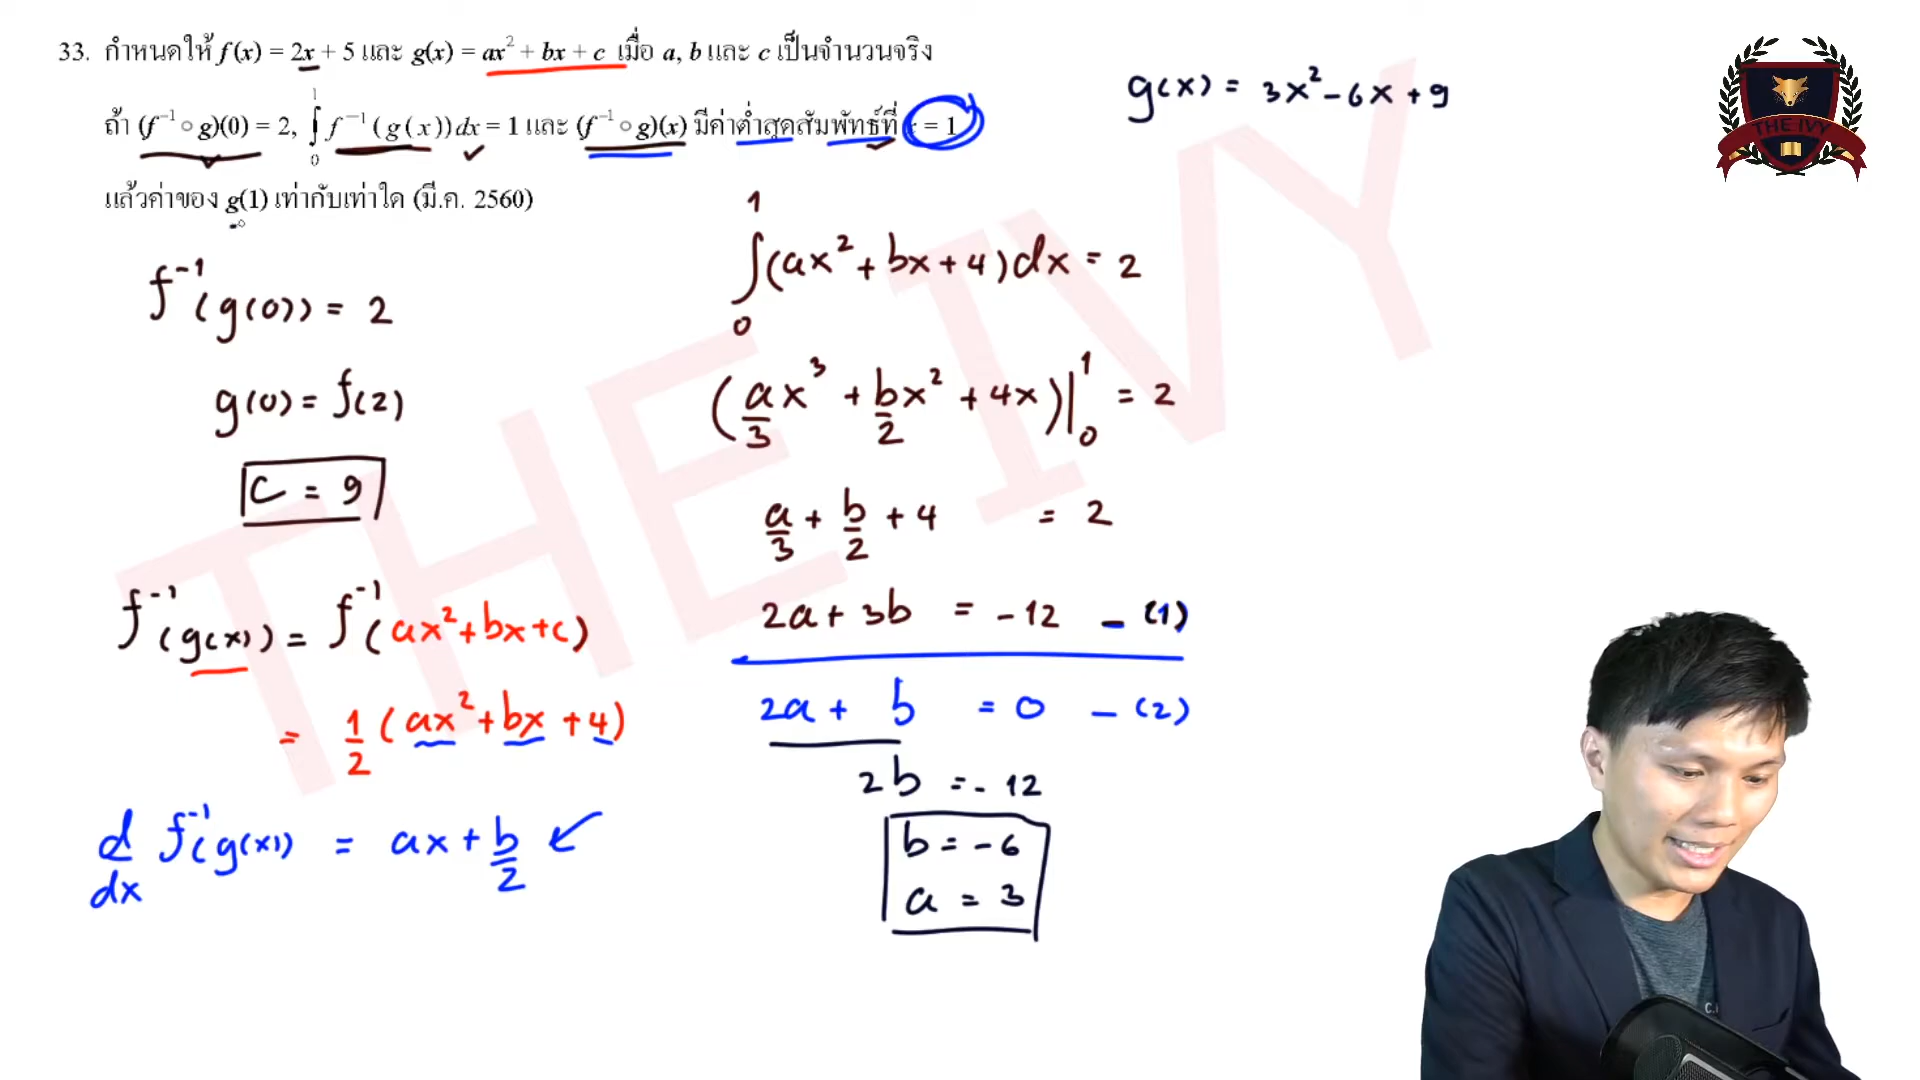 33. กำหนดให้ f(x) = 2x + 5 และ g(x) = ax² + bx + c เมื่อ a, b และ c เป็นจำนวนจริง
ถ้า (f⁻¹ ∘ g)(0) = 2, ∫₀¹ f⁻¹(g(x))dx = 1 และ (f⁻¹ ∘ g)(x) มีค่าต่ำสุดสัมพัทธ์ที่ = 1
แล้วค่าของ g(1) เท่ากับเท่าใด (มี.ค. 2560)
f⁻¹(g(0)) = 2
g(0) = f(2)
c = 9
f⁻¹(g(x)) = f⁻¹(ax²+bx+c)
= 1/2 (ax²+bx+4)
d/dx f⁻¹(g(x)) = ax + b/2
∫₀¹(ax²+bx+4)dx = 2
(a/3 x³ + b/2 x² + 4x)|₀¹ = 2
a/3 + b/2 + 4 = 2
2a + 3b = -12 – (1)
2a + b = 0 – (2)
2b = -12
b = -6
a = 3
g(x) = 3x²-6x+9
THE IVY
THE IVY